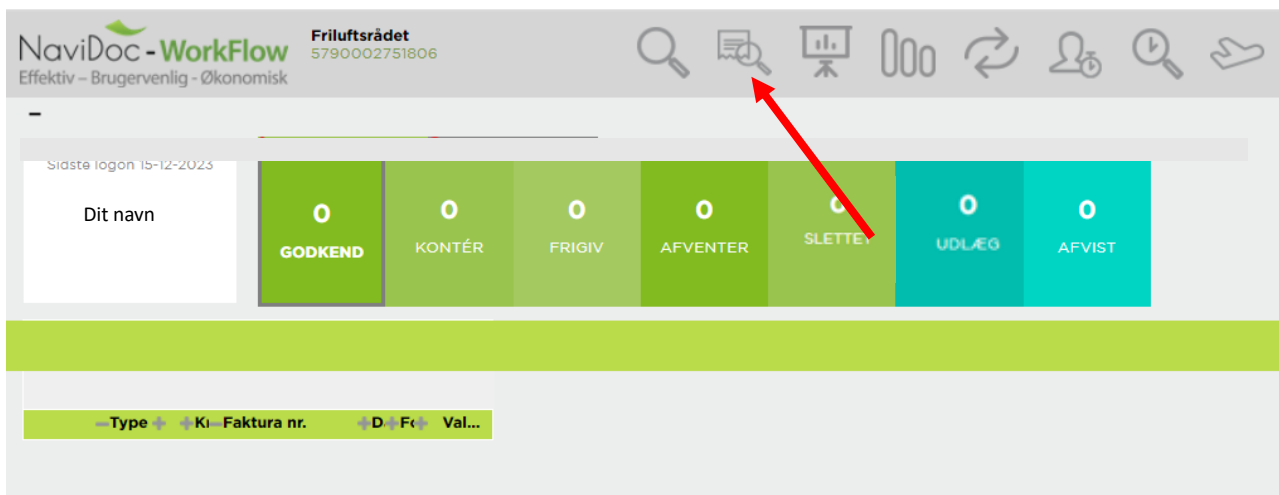 NaviDoc - WorkFlow
Effektiv – Brugervenlig - Økonomisk
Friluftsrådet
5790002751806
–
Sidste logon 15-12-2023
Dit navn
0 0 0 0 0 0 0
GODKEND KONTÉR FRIGIV AFVENTER SLETTET UDLÆG AFVIST
Type Faktura nr. D. Val...